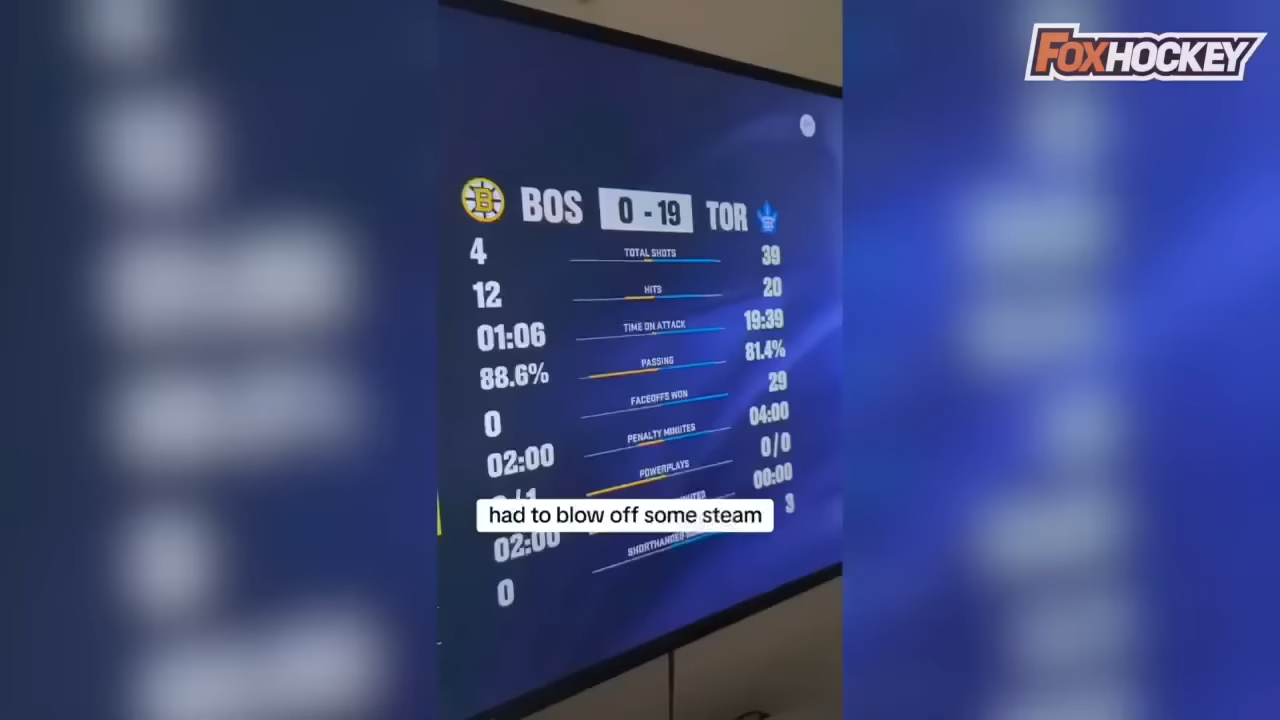 FOXHOCKEY
B BOS 0 - 19 TOR
4 TOTAL SHOTS 39
12 HITS 20
01:06 TIME ON ATTACK 19:39
88.6% PASSING 81.4%
0 FACEOFFS WON 29
02:00 PENALTY MINUTES 04:00
POWERPLAYS 0/0
02:00 00:00
0 SHORTHANDED 3
had to blow off some steam